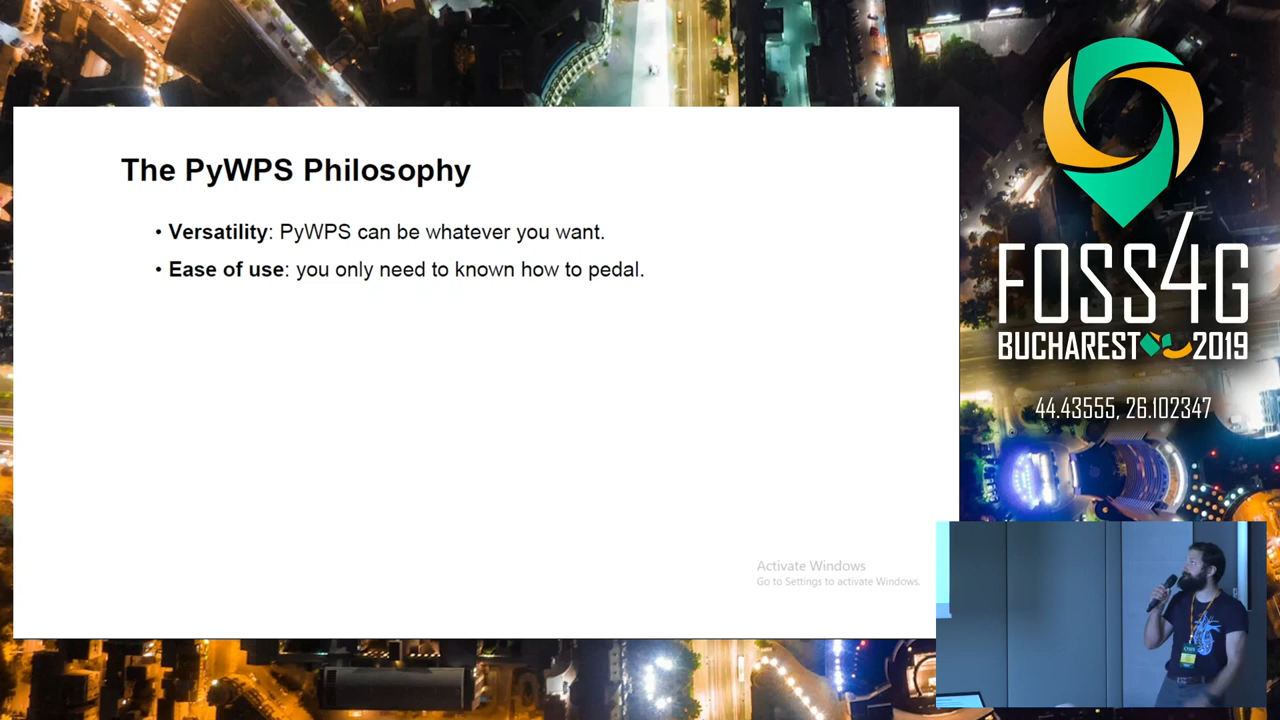 The PyWPS Philosophy
• Versatility: PyWPS can be whatever you want.
• Ease of use: you only need to known how to pedal.
Activate Windows
Go to Settings to activate Windows.
FOSS4G
BUCHAREST 2019
44.43555, 26.102347